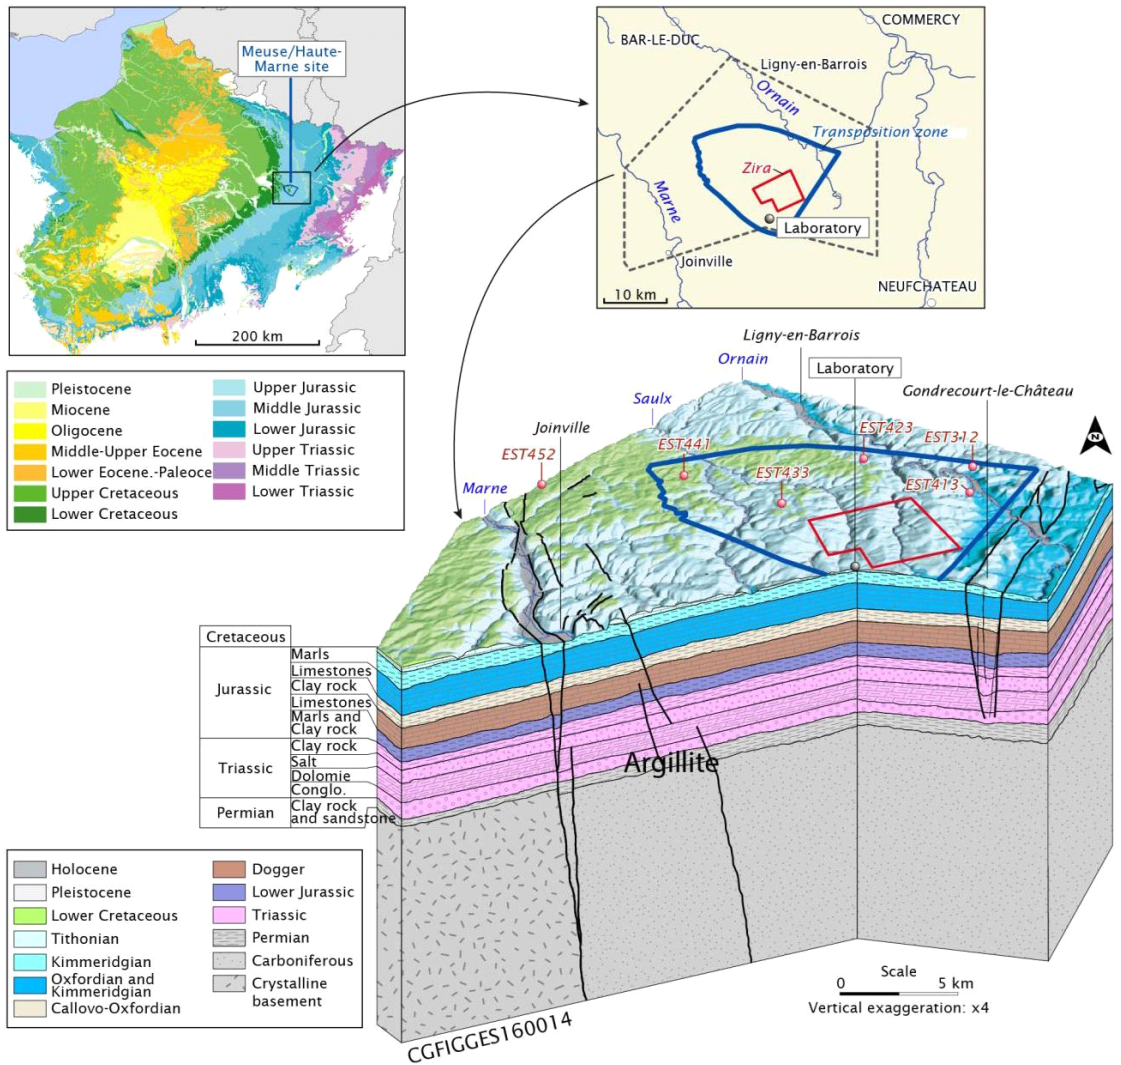 Meuse/Haute-
Marne site
200 km
COMMERCY
BAR-LE-DUC
Ligny-en-Barrois
Ornain
Transposition zone
Zira
Marne
Laboratory
Joinville
NEUFCHATEAU
10 km
Pleistocene
Miocene
Oligocene
Middle-Upper Eocene
Lower Eocene.-Paleoce
Upper Cretaceous
Lower Cretaceous
Upper Jurassic
Middle Jurassic
Lower Jurassic
Upper Triassic
Middle Triassic
Lower Triassic
Ligny-en-Barrois
Ornain
Laboratory
Saulx
Gondrecourt-le-Château
Joinville
EST423
EST312
EST441
EST452
EST433
EST413
Marne
N
Cretaceous
Jurassic
Marls
Limestones
Clay rock
Limestones
Marls and
Clay rock
Triassic
Clay rock
Salt
Dolomie
Conglo.
Permian
Clay rock
and sandstone
Argillite
Holocene
Pleistocene
Lower Cretaceous
Tithonian
Kimmeridgian
Oxfordian and
Kimmeridgian
Callovo-Oxfordian
Dogger
Lower Jurassic
Triassic
Permian
Carboniferous
Crystalline
basement
Scale
0 5 km
Vertical exaggeration: x4
CGFIGGES160014